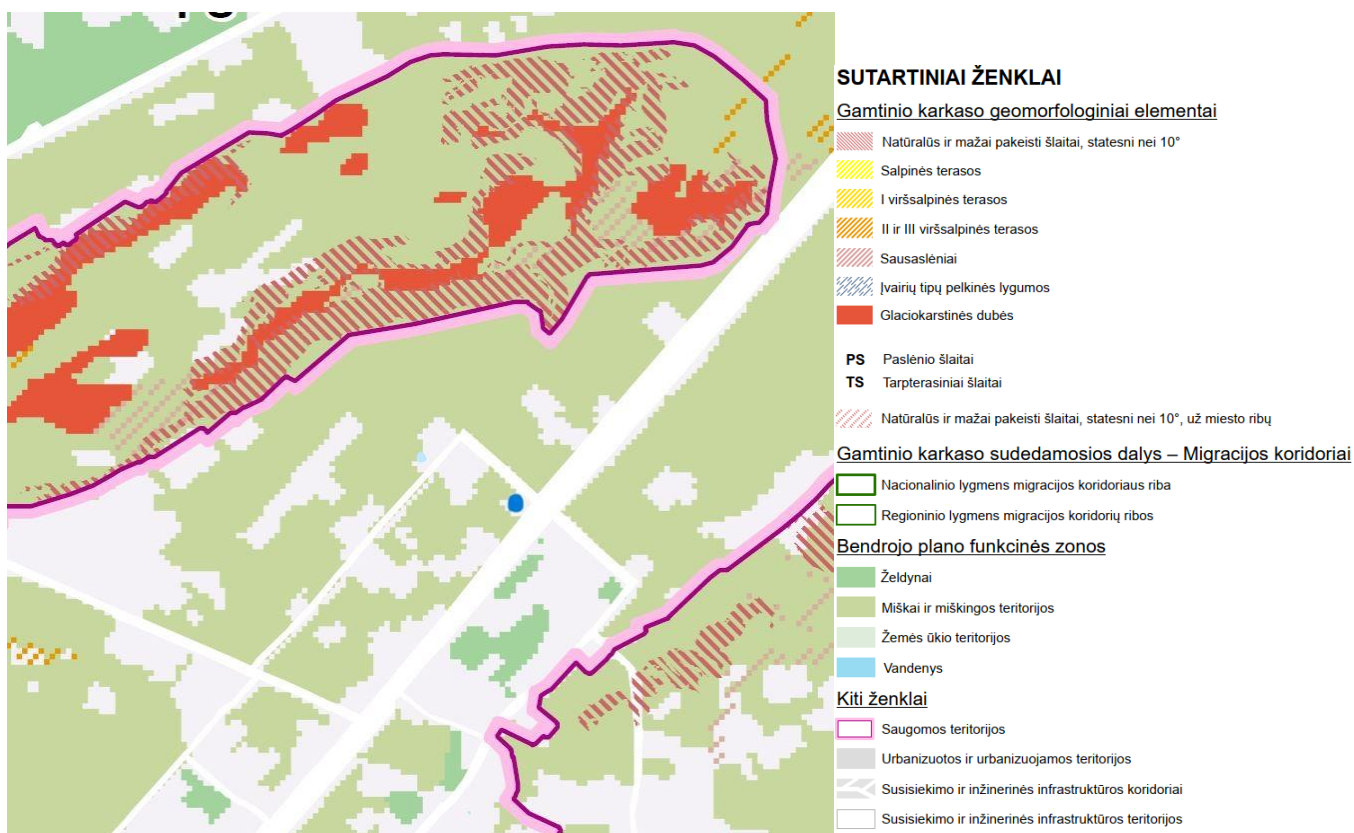 SUTARTINIAI ŽENKLAI
Gamtinio karkaso geomorfologiniai elementai
Natūralūs ir mažai pakeisti šlaitai, statesni nei 10°
Salpinės terasos
I viršsalpinės terasos
II ir III viršsalpinės terasos
Sausaslėniai
Įvairių tipų pelkinės lygumos
Glaciokarstinės dubės
PS Paslėnio šlaitai
TS Tarpterasiniai šlaitai
Natūralūs ir mažai pakeisti šlaitai, statesni nei 10°, už miesto ribų
Gamtinio karkaso sudedamosios dalys – Migracijos koridoriai
Nacionalinio lygmens migracijos koridoriaus riba
Regioninio lygmens migracijos koridorių ribos
Bendrojo plano funkcinės zonos
Želdynai
Miškai ir miškingos teritorijos
Žemės ūkio teritorijos
Vandenys
Kiti ženklai
Saugomos teritorijos
Urbanizuotos ir urbanizuojamos teritorijos
Susisiekimo ir inžinerinės infrastruktūros koridoriai
Susisiekimo ir inžinerinės infrastruktūros teritorijos